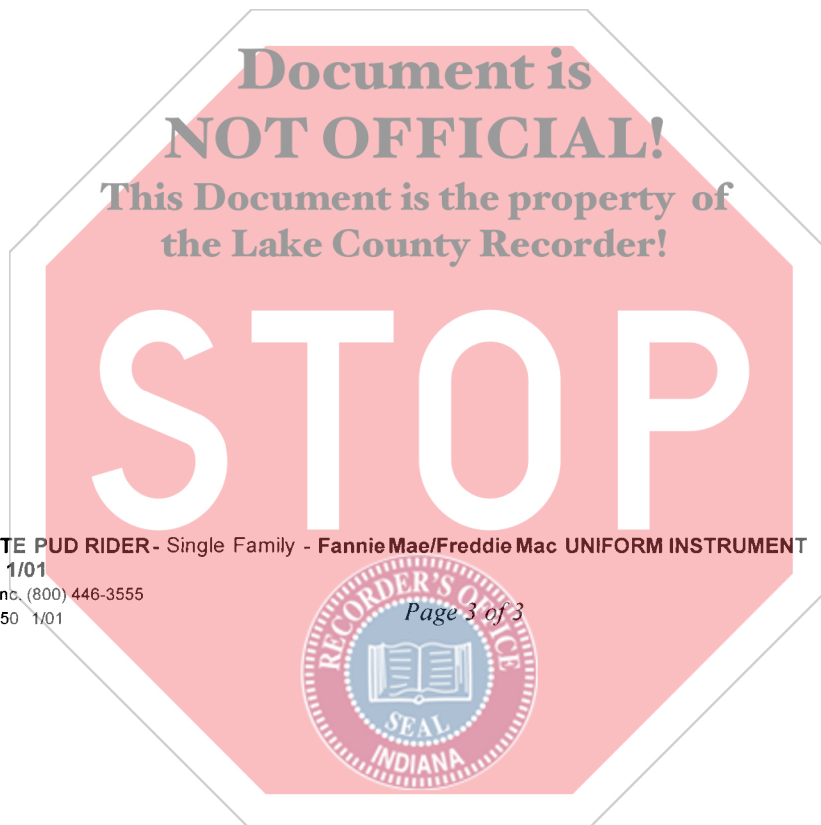 Document is
NOT OFFICIAL!
This Document is the property of
the Lake County Recorder!
STOP
TE PUD RIDER - Single Family - Fannie Mae/Freddie Mac UNIFORM INSTRUMENT
1/01
nc. (800) 446-3555
50 1/01
Page 3 of 3
RECORDER'S OFFICE
SEAL
INDIANA